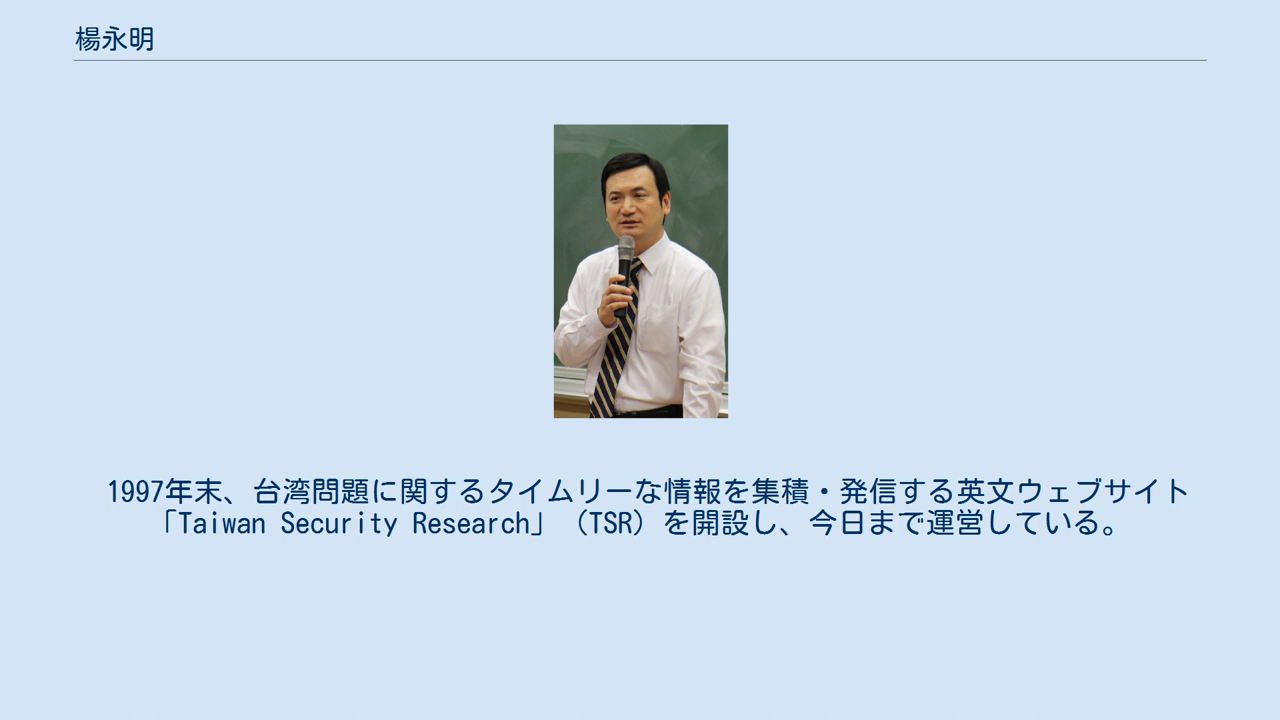 楊永明
1997年末、台湾問題に関するタイムリーな情報を集積・発信する英文ウェブサイト
「Taiwan Security Research」（TSR）を開設し、今日まで運営している。